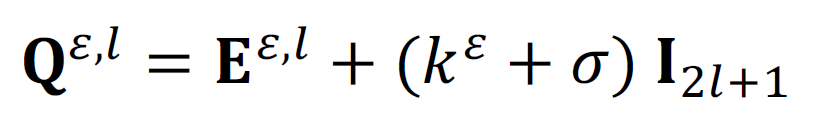 𝐐^{ε,l} = 𝐄^{ε,l} + (k^ε + σ) 𝐈_{2l+1}